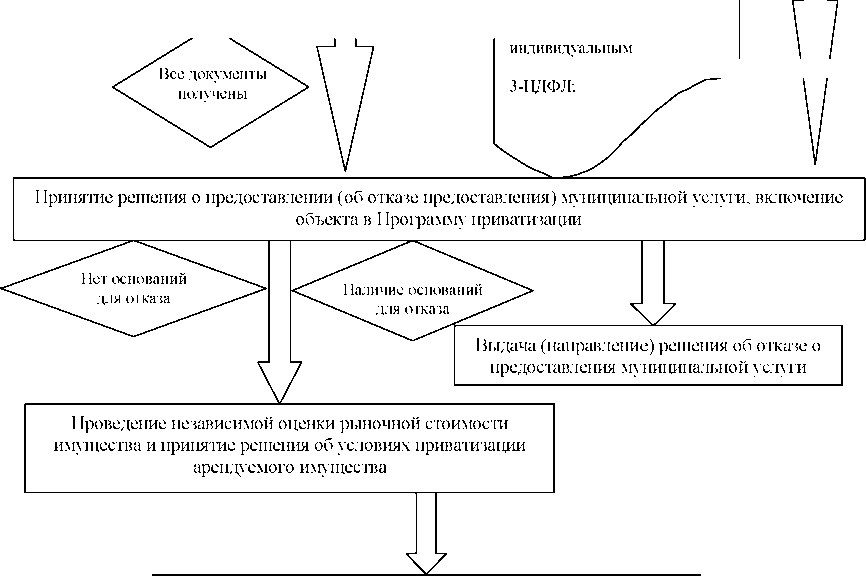 Все документы
получены
индивидуальным
3-НДФЛ;
Принятие решения о предоставлении (об отказе предоставления) муниципальной услуги, включение
объекта в Программу приватизации
Нет оснований
для отказа
Наличие оснований
для отказа
Выдача (направление) решения об отказе о
предоставления муниципальной услуги
Проведение независимой оценки рыночной стоимости
имущества и принятие решения об условиях приватизации
арендуемого имущества